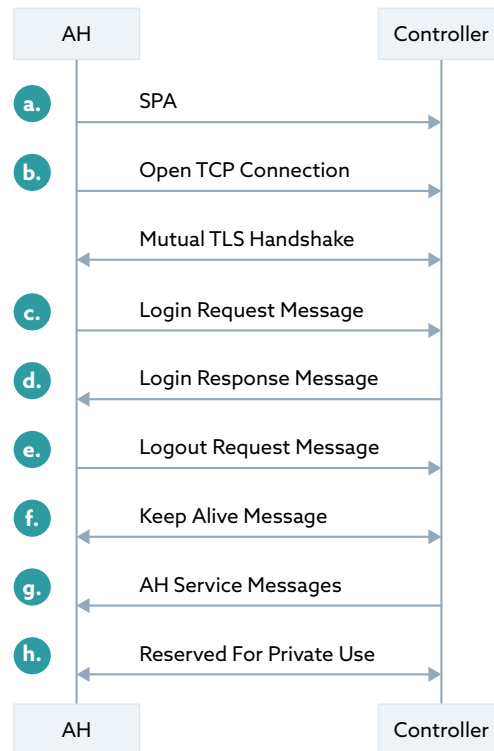 AH Controller
a. SPA
b. Open TCP Connection
Mutual TLS Handshake
c. Login Request Message
d. Login Response Message
e. Logout Request Message
f. Keep Alive Message
g. AH Service Messages
h. Reserved For Private Use
AH Controller